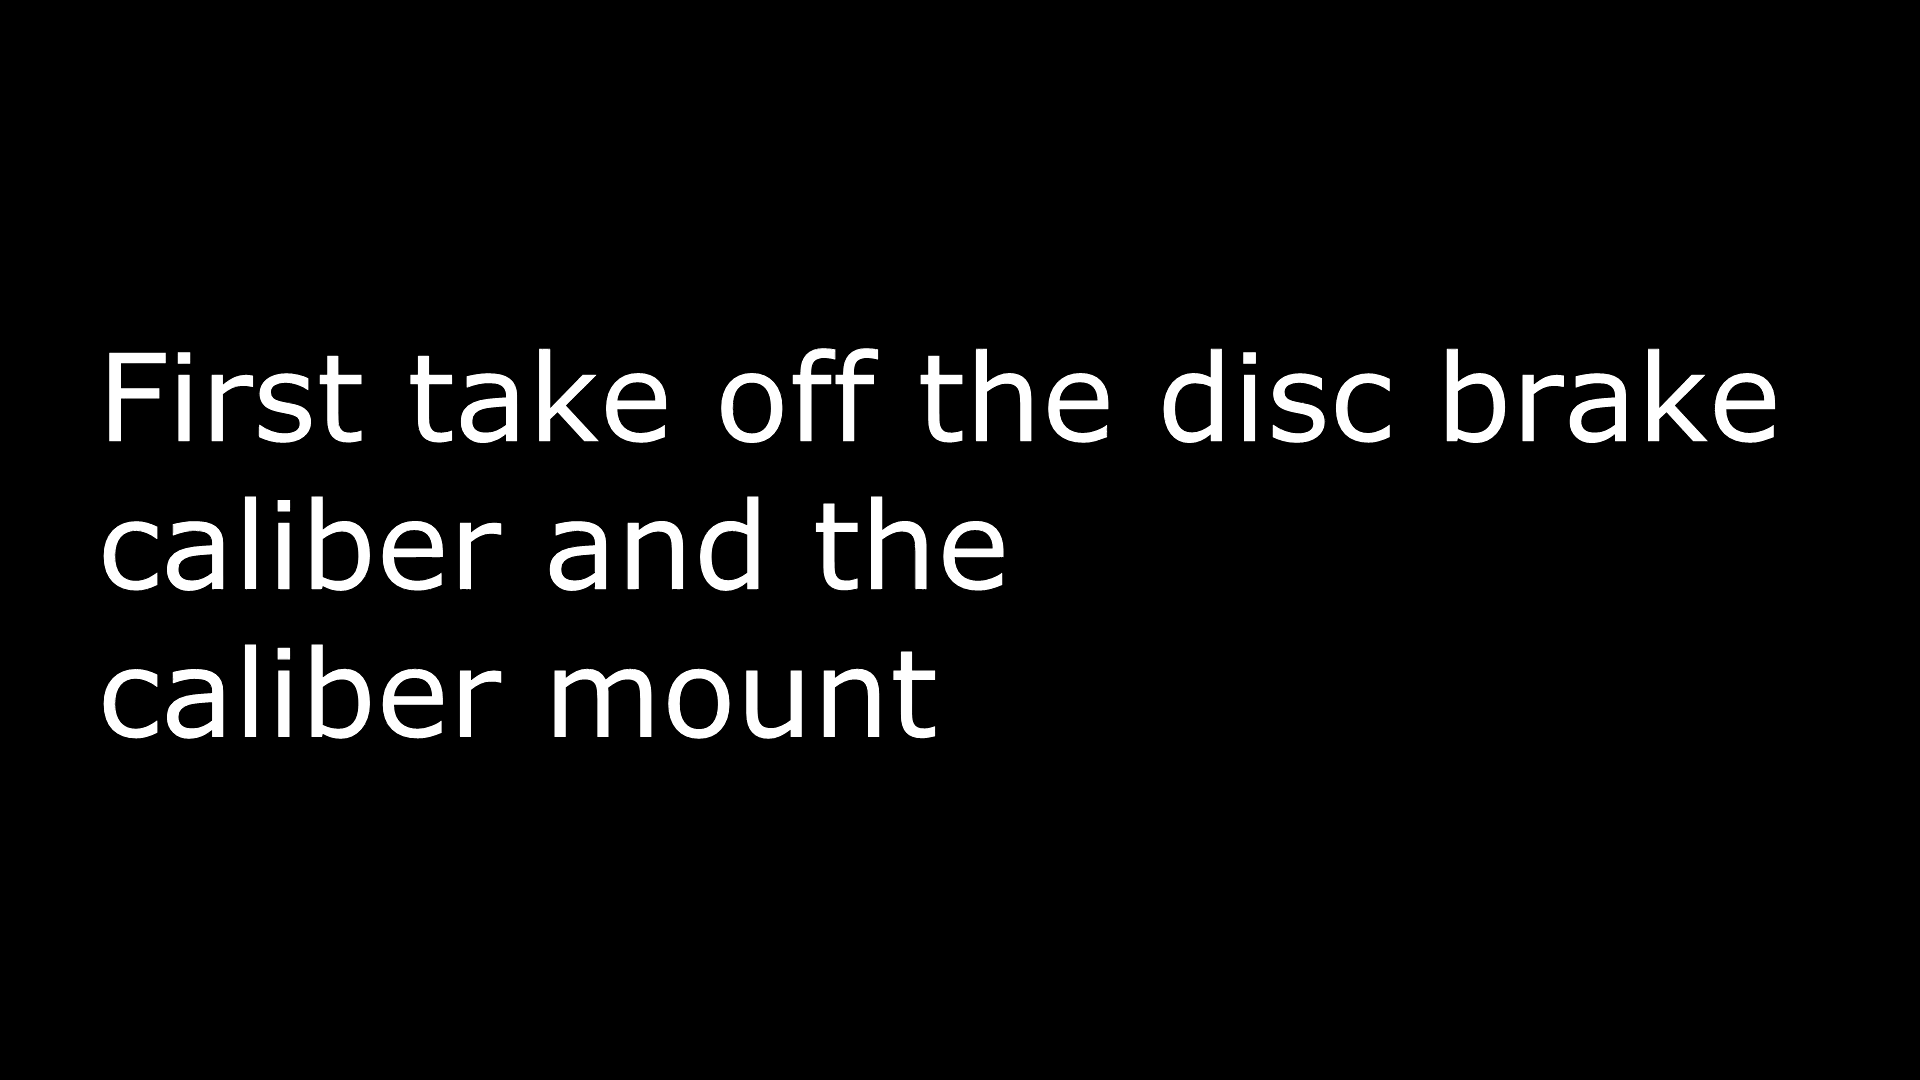 First take off the disc brake
caliber and the
caliber mount